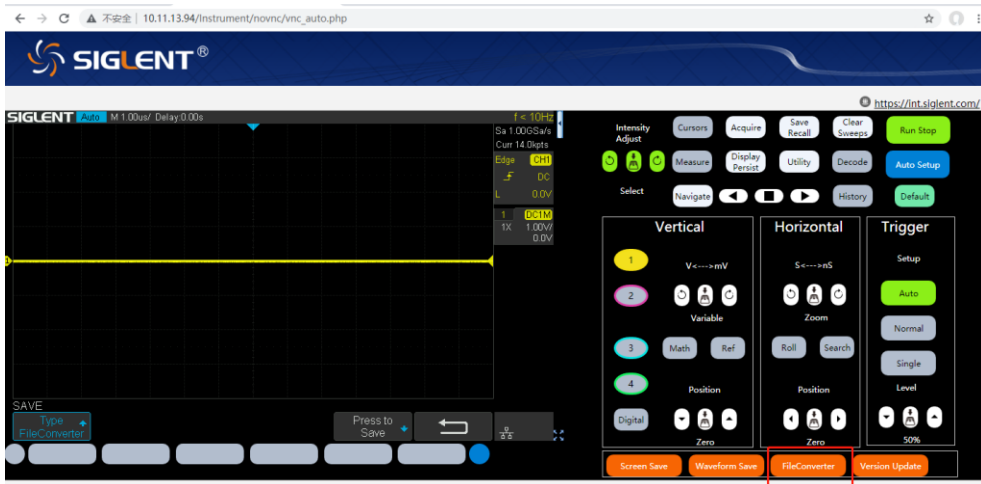 不安全 10.11.13.94/Instrument/novnc/vnc_auto.php
SIGLENT®
https://int.siglent.com/
SIGLENT Auto M 1.00us/ Delay:0.00s f < 10Hz
Sa 1.00GSa/s
Curr 14.0kpts
Edge CH1
DC
L 0.0V
1 DC1M
1X 1.00V/
0.0V
1
SAVE
Type
FileConverter
Press to
Save
Intensity
Adjust
Cursors
Acquire
Save
Recall
Clear
Sweeps
Run Stop
Measure
Display
Persist
Utility
Decode
Auto Setup
Select
Navigate
History
Default
Vertical
1
V<--->mV
2
Variable
3
Math
Ref
4
Position
Digital
Zero
Horizontal
S<--->nS
Zoom
Roll
Search
Position
Zero
Trigger
Setup
Auto
Normal
Single
Level
50%
Screen Save
Waveform Save
FileConverter
Version Update